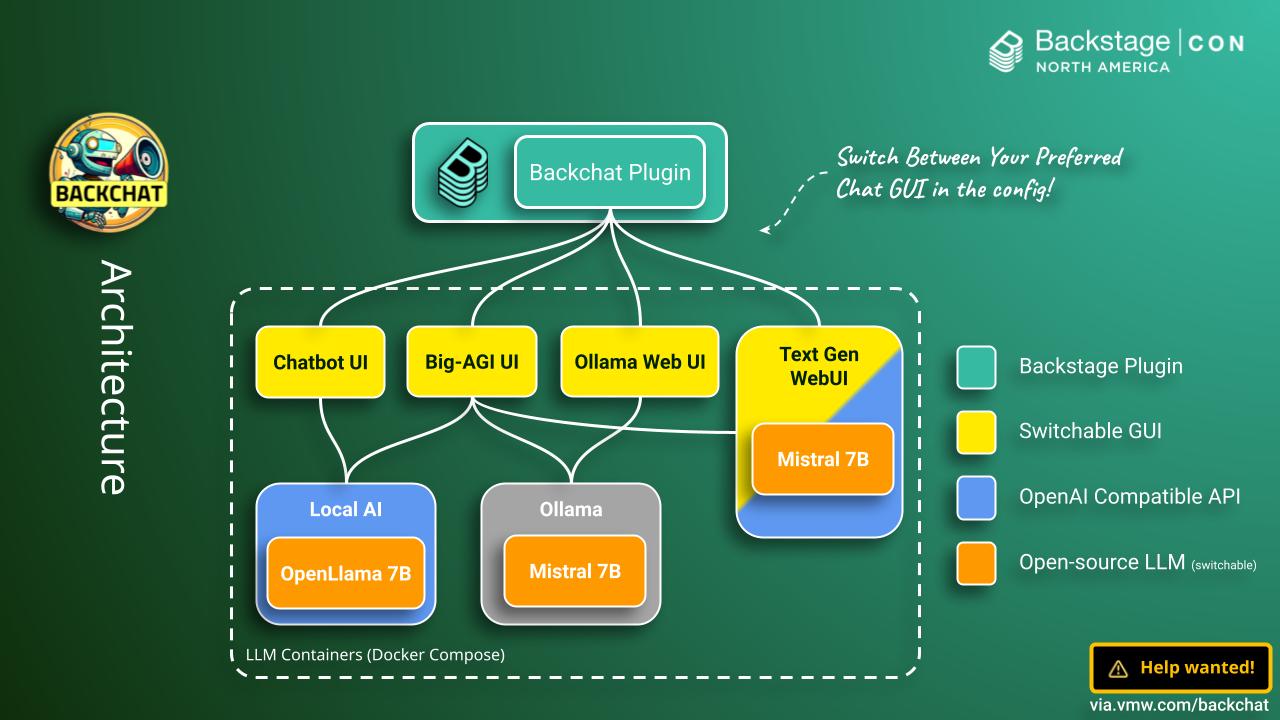 Backstage | CON
NORTH AMERICA
BACKCHAT
Architecture
Backchat Plugin
Switch Between Your Preferred
Chat GUI in the config!
Chatbot UI
Big-AGI UI
Ollama Web UI
Text Gen
WebUI
Mistral 7B
Local AI
OpenLlama 7B
Ollama
Mistral 7B
LLM Containers (Docker Compose)
Backstage Plugin
Switchable GUI
OpenAI Compatible API
Open-source LLM (switchable)
Help wanted!
via.vmw.com/backchat